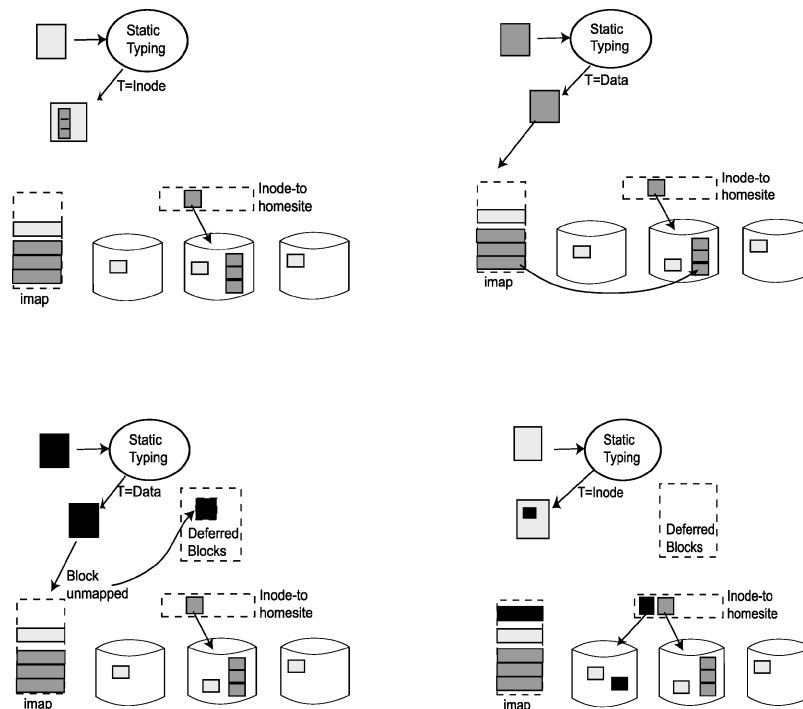 Static
Typing
T=Inode
Inode-to
homesite
imap
Static
Typing
T=Data
Inode-to
homesite
imap
Static
Typing
T=Data
Deferred
Blocks
Block
unmapped
Inode-to
homesite
imap
Static
Typing
T=Inode
Deferred
Blocks
Inode-to
homesite
imap